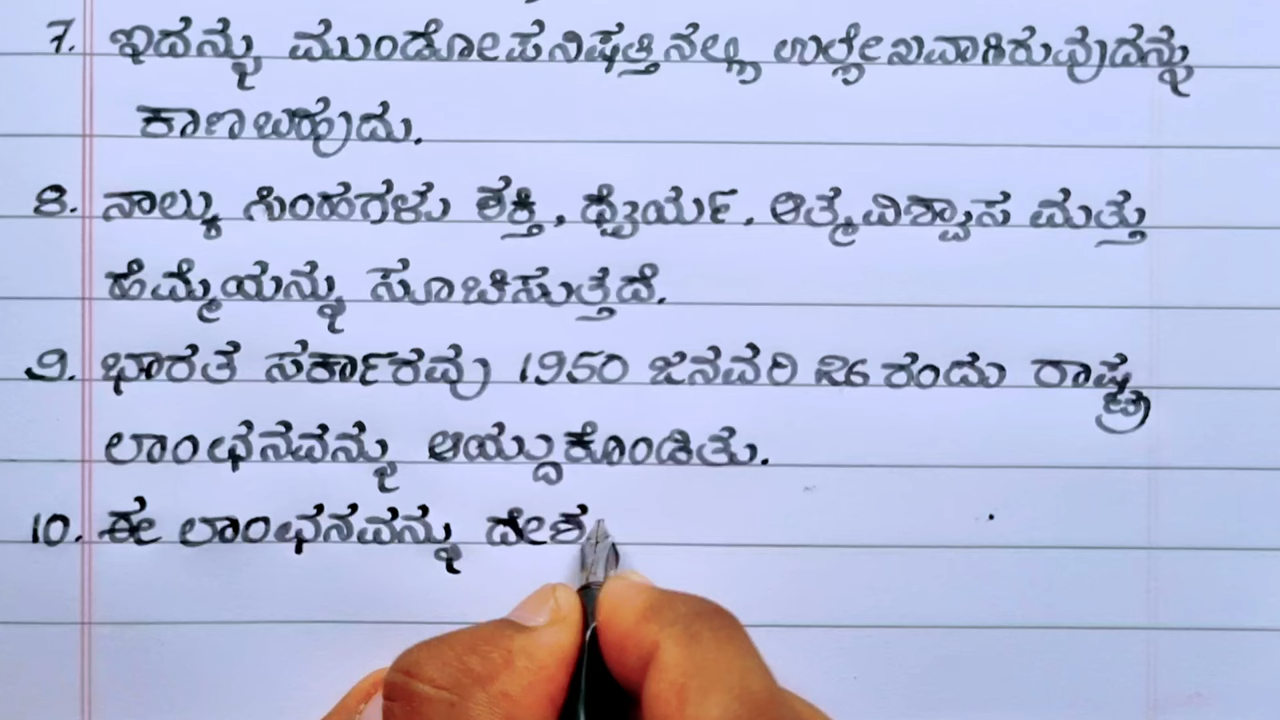 7. ಇದನ್ನು ಮುಂಡೋಪನಿಷತ್ತಿನಲ್ಲಿ ಉಲ್ಲೇಖವಾಗಿರುವುದನ್ನು
ಕಾಣಬಹುದು.
8. ನಾಲ್ಕು ಸಿಂಹಗಳು ಶಕ್ತಿ, ಧೈರ್ಯ, ಆತ್ಮವಿಶ್ವಾಸ ಮತ್ತು
ಹೆಮ್ಮೆಯನ್ನು ಸೂಚಿಸುತ್ತದೆ.
9. ಭಾರತ ಸರ್ಕಾರವು 1950 ಜನವರಿ 26 ರಂದು ರಾಷ್ಟ್ರ
ಲಾಂಛನವನ್ನು ಆಯ್ದುಕೊಂಡಿತು.
10. ಈ ಲಾಂಛನವನ್ನು ದೇಶ